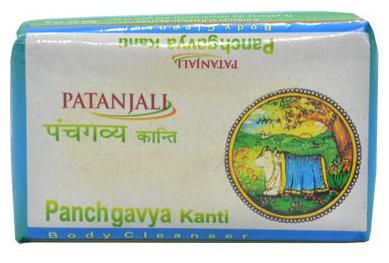 Body Cleanser
Panchgavya Kanti
PATANJALI
PATANJALI
पंचगव्य कान्ति
Panchgavya Kanti
Body Cleanser